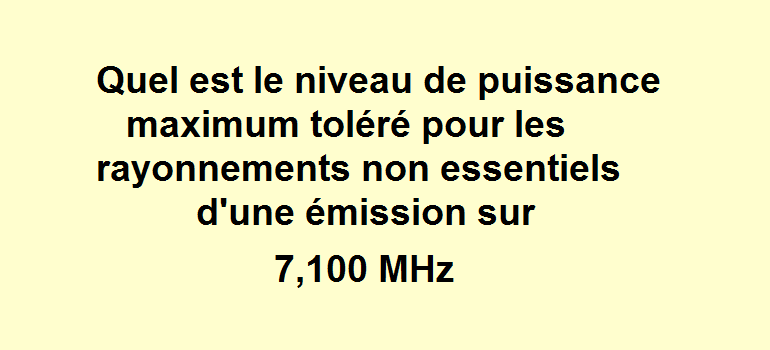 Quel est le niveau de puissance
maximum toléré pour les
rayonnements non essentiels
d'une émission sur
7,100 MHz